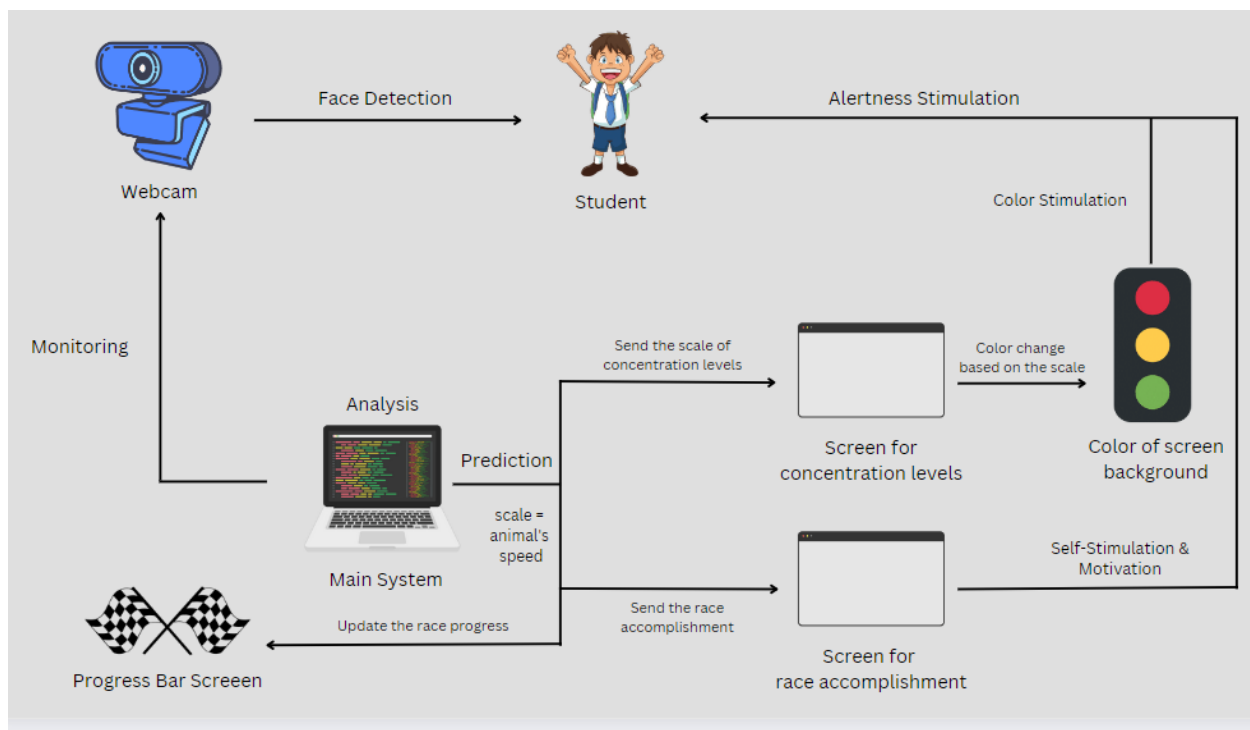 Face Detection
Alertness Stimulation
Webcam
Student
Color Stimulation
Monitoring
Send the scale of
concentration levels
Color change
based on the scale
Analysis
Prediction
Screen for
concentration levels
Color of screen
background
scale =
animal's
speed
Main System
Self-Stimulation &
Motivation
Update the race progress
Send the race
accomplishment
Progress Bar Screeen
Screen for
race accomplishment